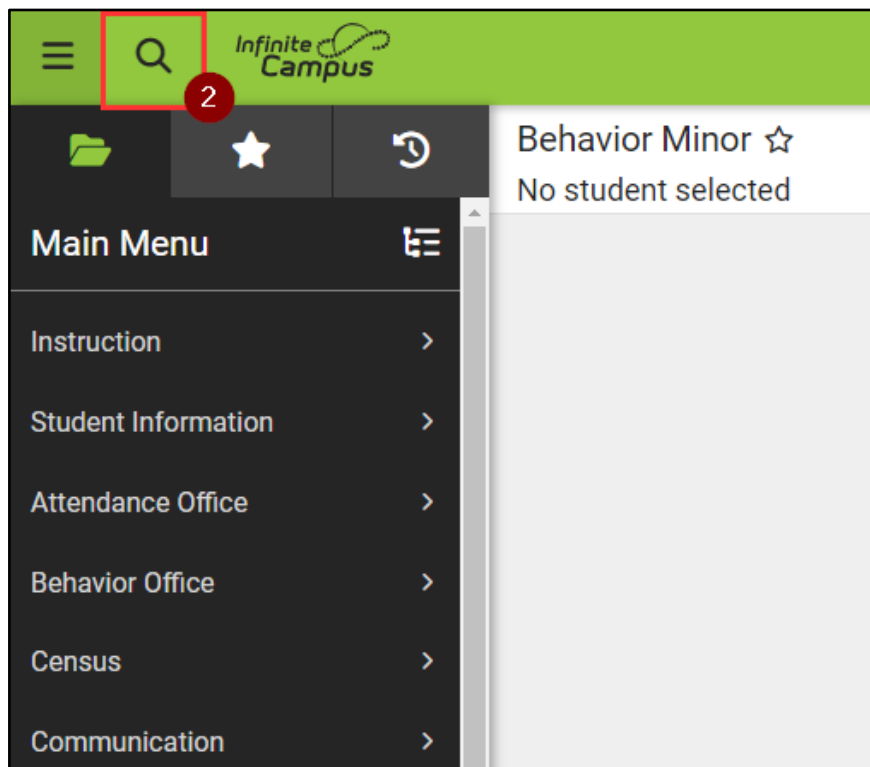 Infinite
Campus
2
Behavior Minor
No student selected
Main Menu
Instruction
Student Information
Attendance Office
Behavior Office
Census
Communication